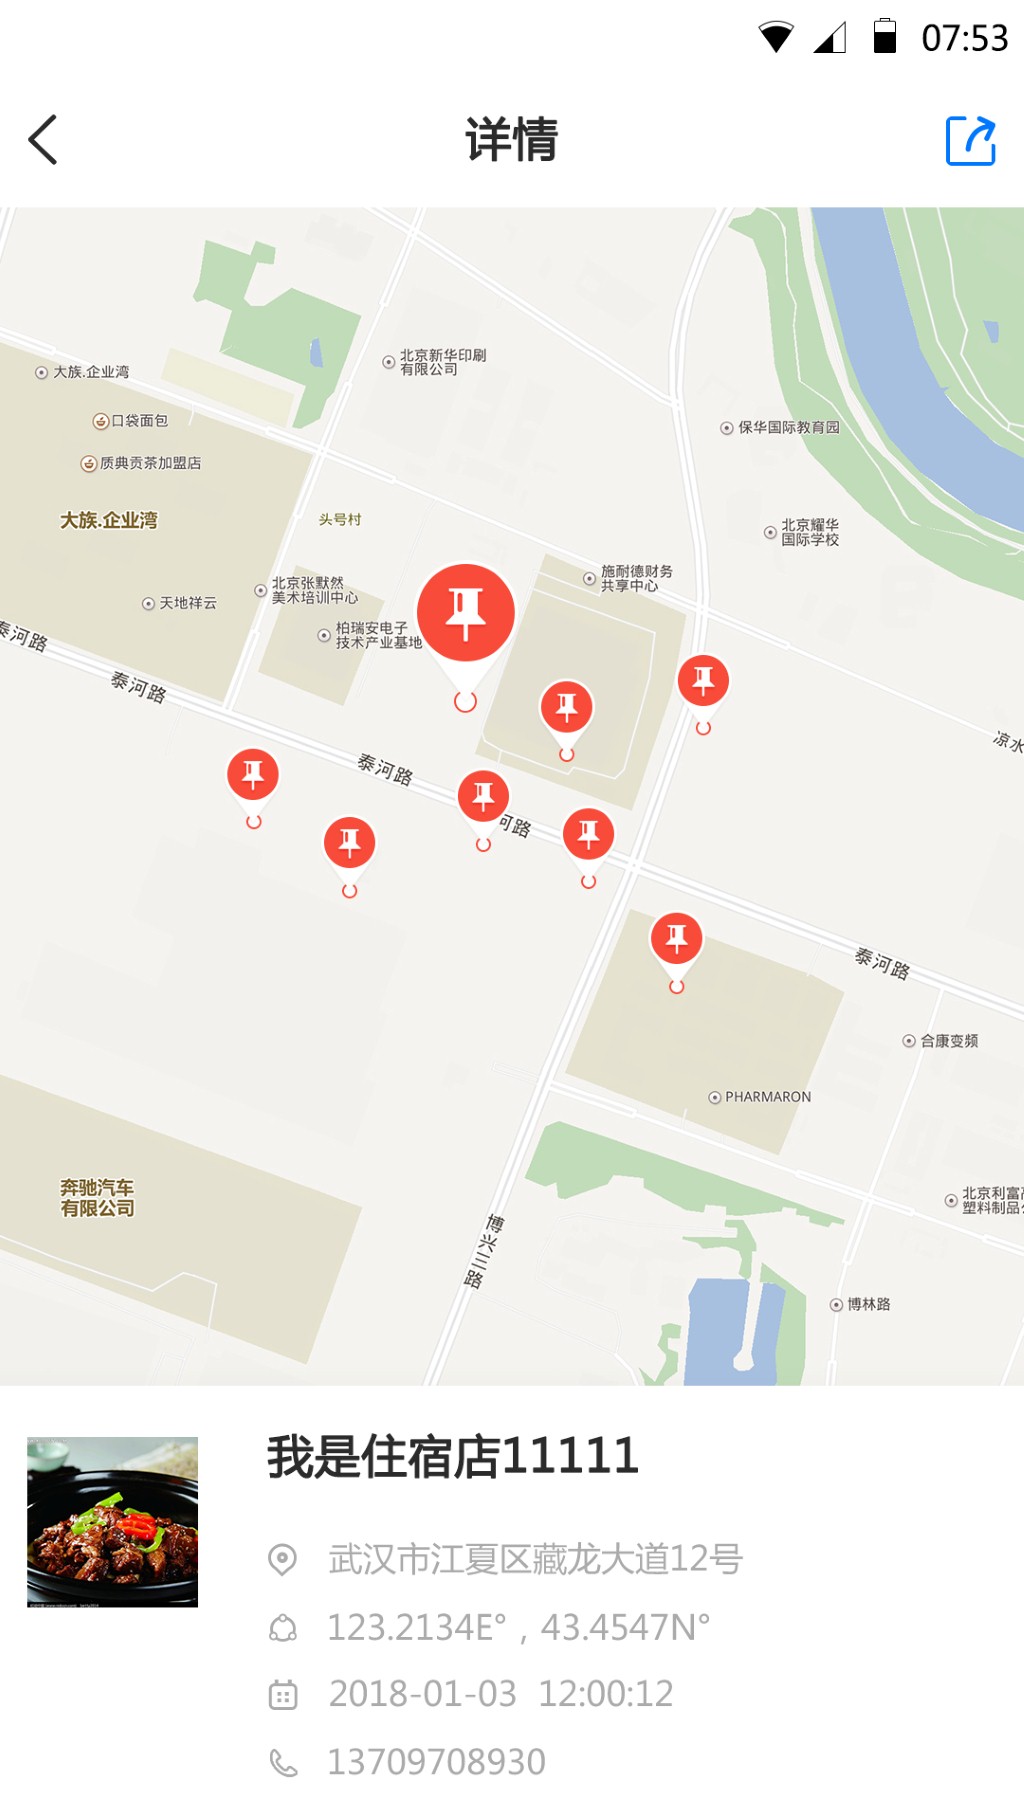 07:53
详情
北京新华印刷
有限公司
大族.企业湾
口袋面包
保华国际教育园
质典贡茶加盟店
大族.企业湾
头号村
北京耀华
国际学校
施耐德财务
共享中心
北京张默然
美术培训中心
天地祥云
柏瑞安电子
技术产业基地
泰河路
泰河路
凉水
泰河路
河路
泰河路
合康变频
PHARMARON
奔驰汽车
有限公司
北京利富高
塑料制品公
博兴三路
博林路
我是住宿店11111
武汉市江夏区藏龙大道12号
123.2134E° , 43.4547N°
2018-01-03 12:00:12
13709708930